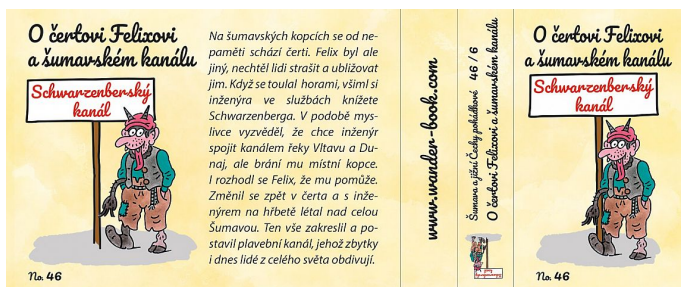 O čertovi Felixovi
a šumavském kanálu
Schwarzenberský
kanál
No. 46
Na šumavských kopcích se od ne-
paměti schází čerti. Felix byl ale
jiný, nechtěl lidi strašit a ubližovat
jim. Když se toulal horami, všiml si
inženýra ve službách knížete
Schwarzenberga. V podobě mys-
livce vyzvěděl, že chce inženýr
spojit kanálem řeky Vltavu a Du-
naj, ale brání mu místní kopce.
I rozhodl se Felix, že mu pomůže.
Změnil se zpět v čerta a s inže-
nýrem na hřbetě létal nad celou
Šumavou. Ten vše zakreslil a po-
stavil plavební kanál, jehož zbytky
i dnes lidé z celého světa obdivují.
www.wander-book.com
Šumava a jižní Čechy pohádkové 46 / 6
O čertovi Felixovi a šumavském kanálu
O čertovi Felixovi
a šumavském kanálu
Schwarzenberský
kanál
No. 46